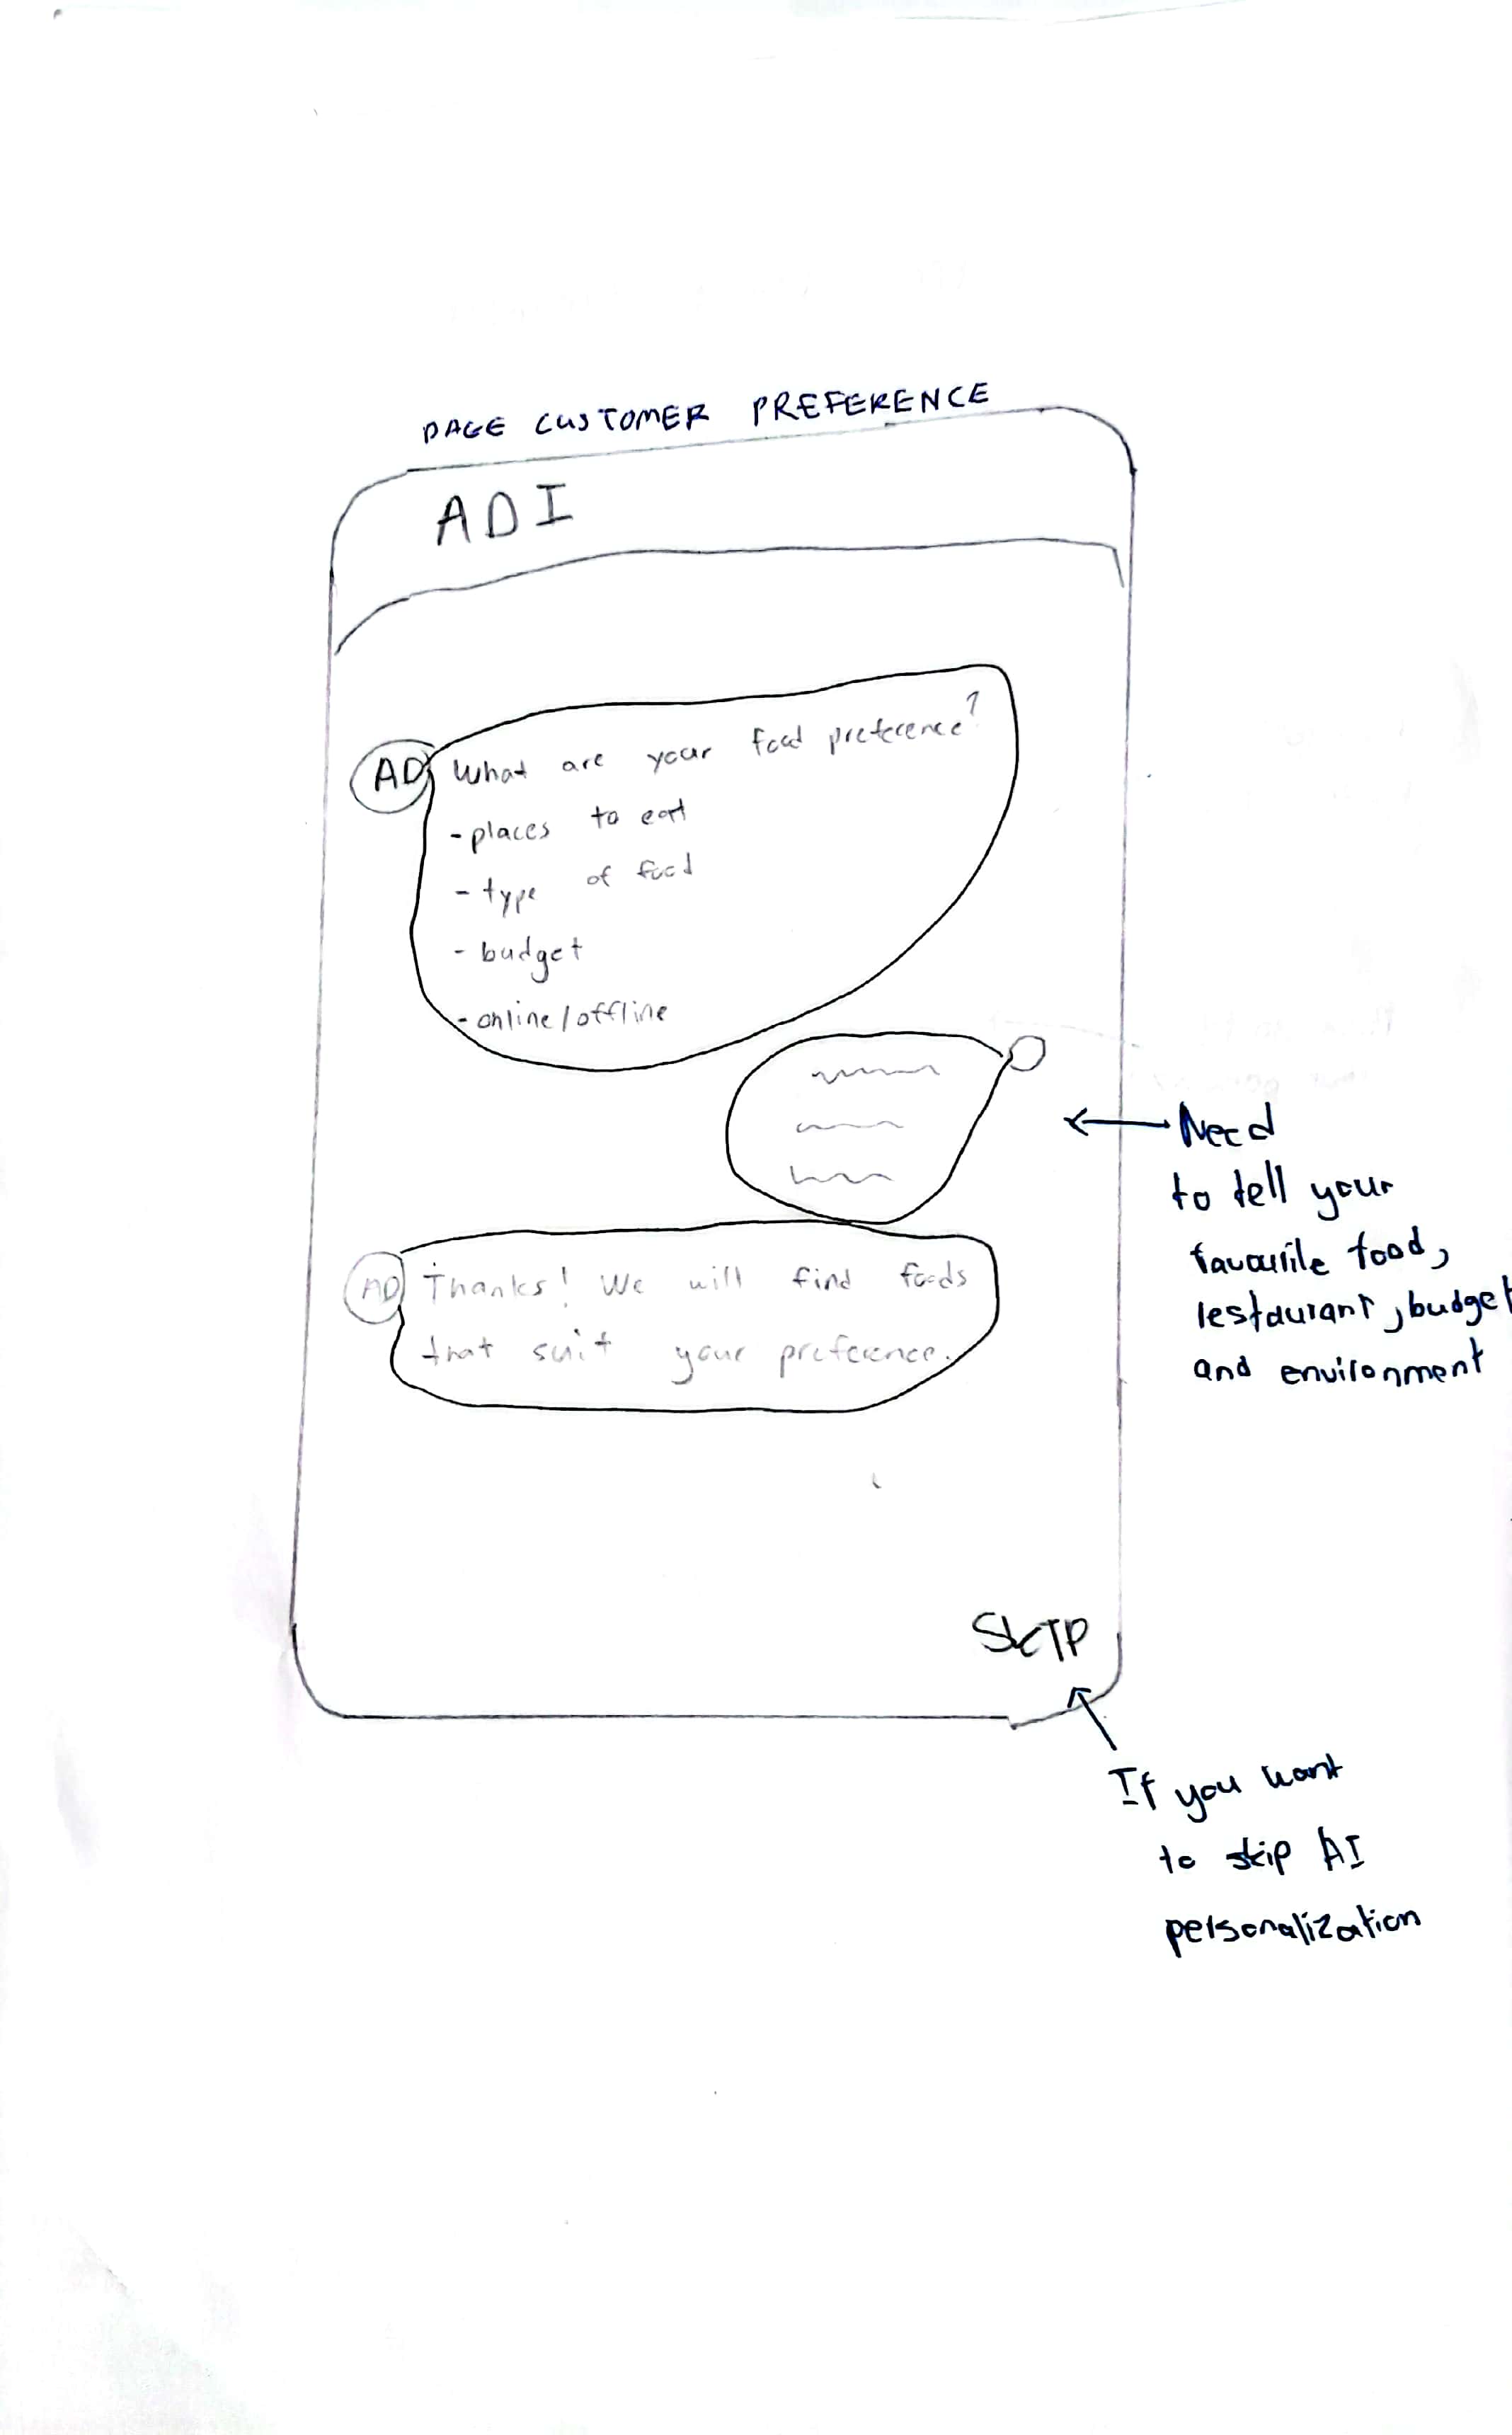 PAGE CUSTOMER PREFERENCE
ADI
AD
What are your food preference?
- places to eat
- type of food
- budget
- online/offline
Need
to tell your
favourite food,
restaurant, budget
and environment
AD
Thanks! We will find foods
that suit your preference.
SKIP
If you want
to skip AI
personalization